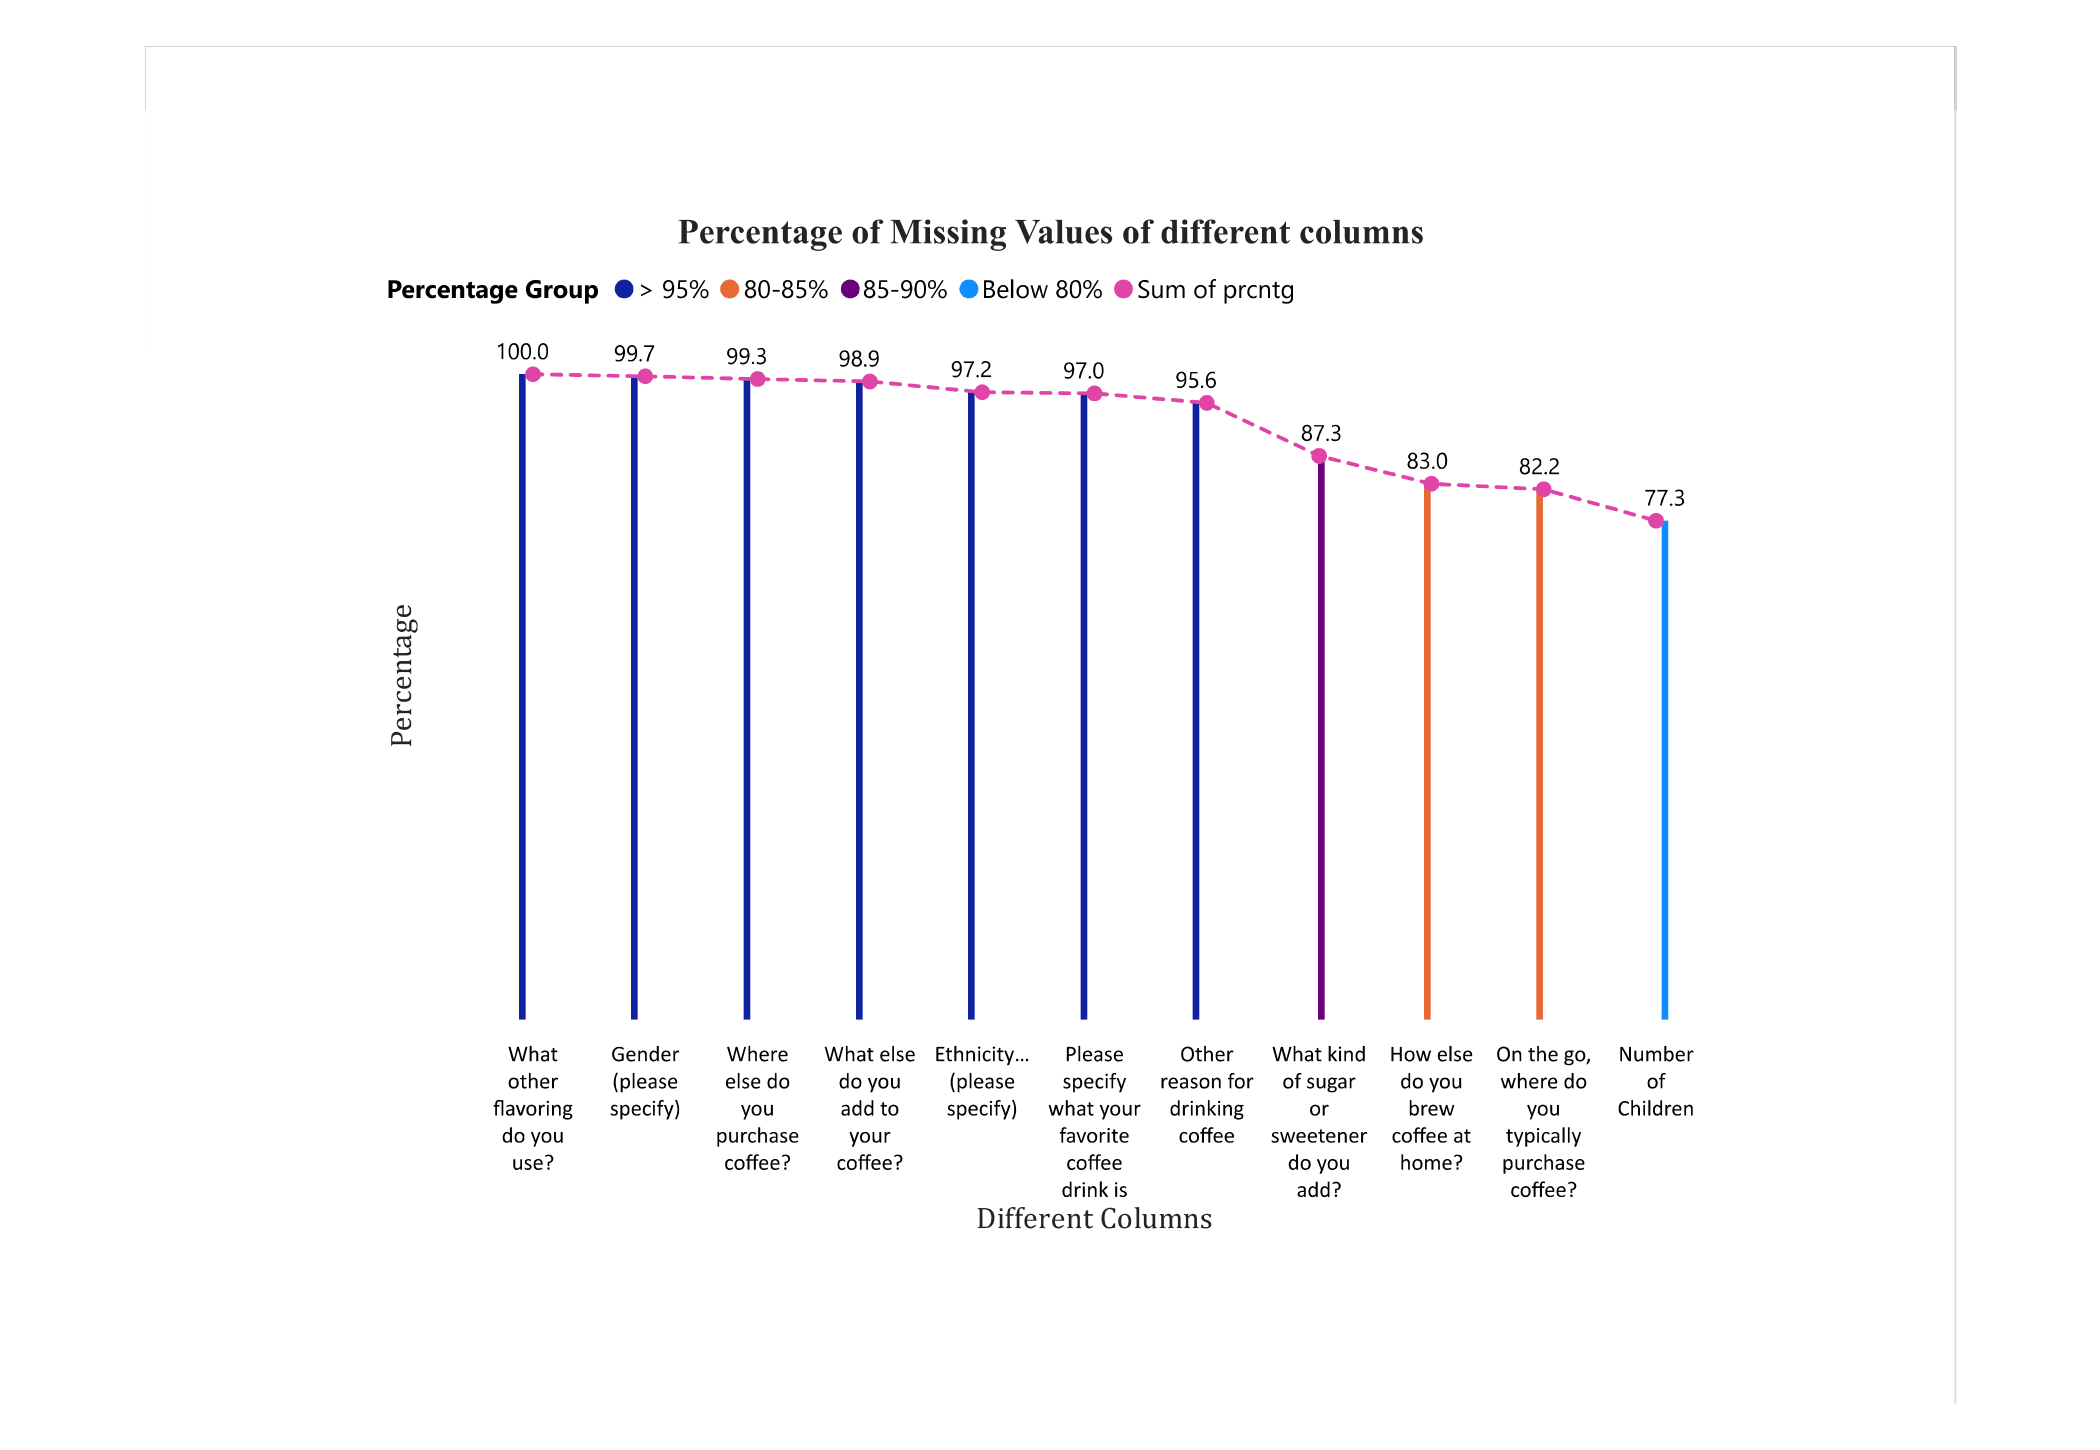 Percentage of Missing Values of different columns
Percentage Group > 95% 80-85% 85-90% Below 80% Sum of prcntg
100.0
99.7
99.3
98.9
97.2
97.0
95.6
87.3
83.0
82.2
77.3
Percentage
What
other
flavoring
do you
use?
Gender
(please
specify)
Where
else do
you
purchase
coffee?
What else
do you
add to
your
coffee?
Ethnicity...
(please
specify)
Please
specify
what your
favorite
coffee
drink is
Other
reason for
drinking
coffee
What kind
of sugar
or
sweetener
do you
add?
How else
do you
brew
coffee at
home?
On the go,
where do
you
typically
purchase
coffee?
Number
of
Children
Different Columns